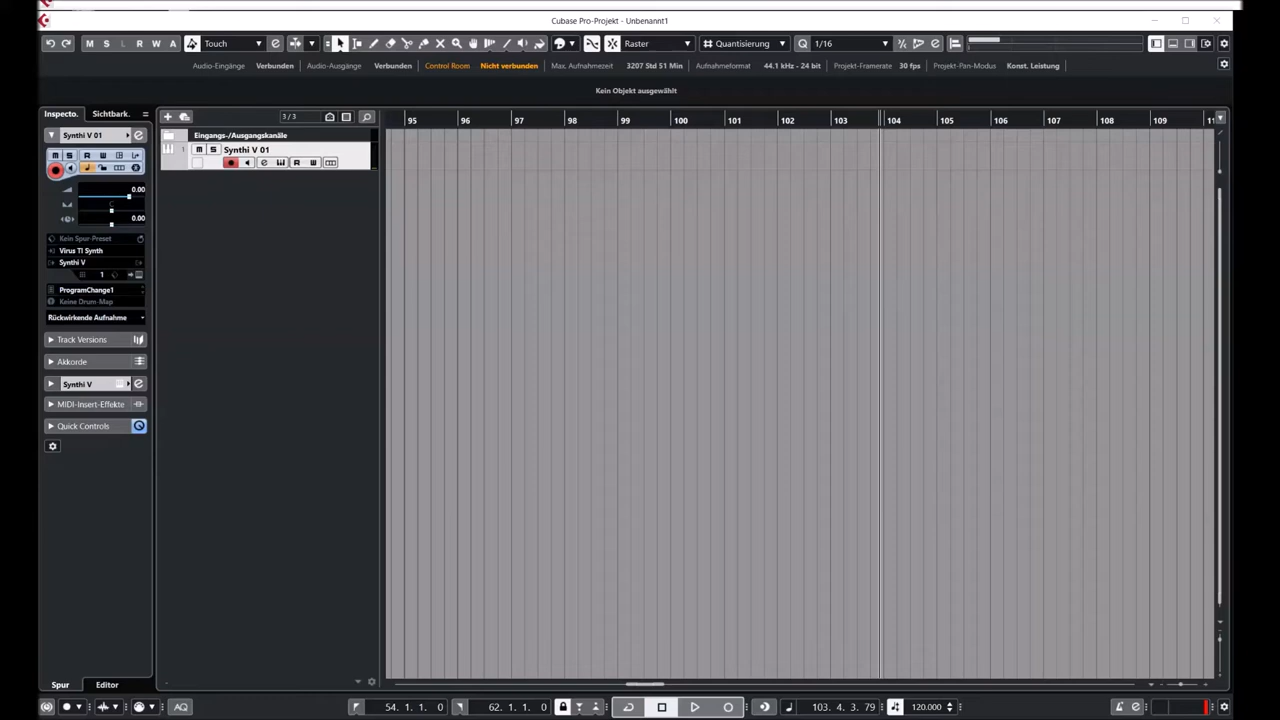 Cubase Pro-Projekt - Unbenannt1
M S L R W A Touch Raster Quantisierung Q 1/16
Audio-Eingänge Verbunden Audio-Ausgänge Verbunden Control Room Nicht verbunden Max. Aufnahmezeit 3207 Std 51 Min Aufnahmeformat 44.1 kHz - 24 bit Projekt-Framerate 30 fps Projekt-Pan-Modus Konst. Leistung
Kein Objekt ausgewählt
Inspecto. Sichtbark. 3/3 95 96 97 98 99 100 101 102 103 104 105 106 107 108 109
Synthi V 01 e Eingangs-/Ausgangskanäle
1 m S Synthi V 01
m S R W
e R W
0.00
C
0.00
Kein Spur-Preset
Virus TI Synth
Synthi V
1
ProgramChange1
Keine Drum-Map
Rückwirkende Aufnahme
Track Versions
Akkorde
Synthi V e
MIDI-Insert-Effekte
Quick Controls
Spur Editor
AQ 54. 1. 1. 0 62. 1. 1. 0 103. 4. 3. 79 120.000